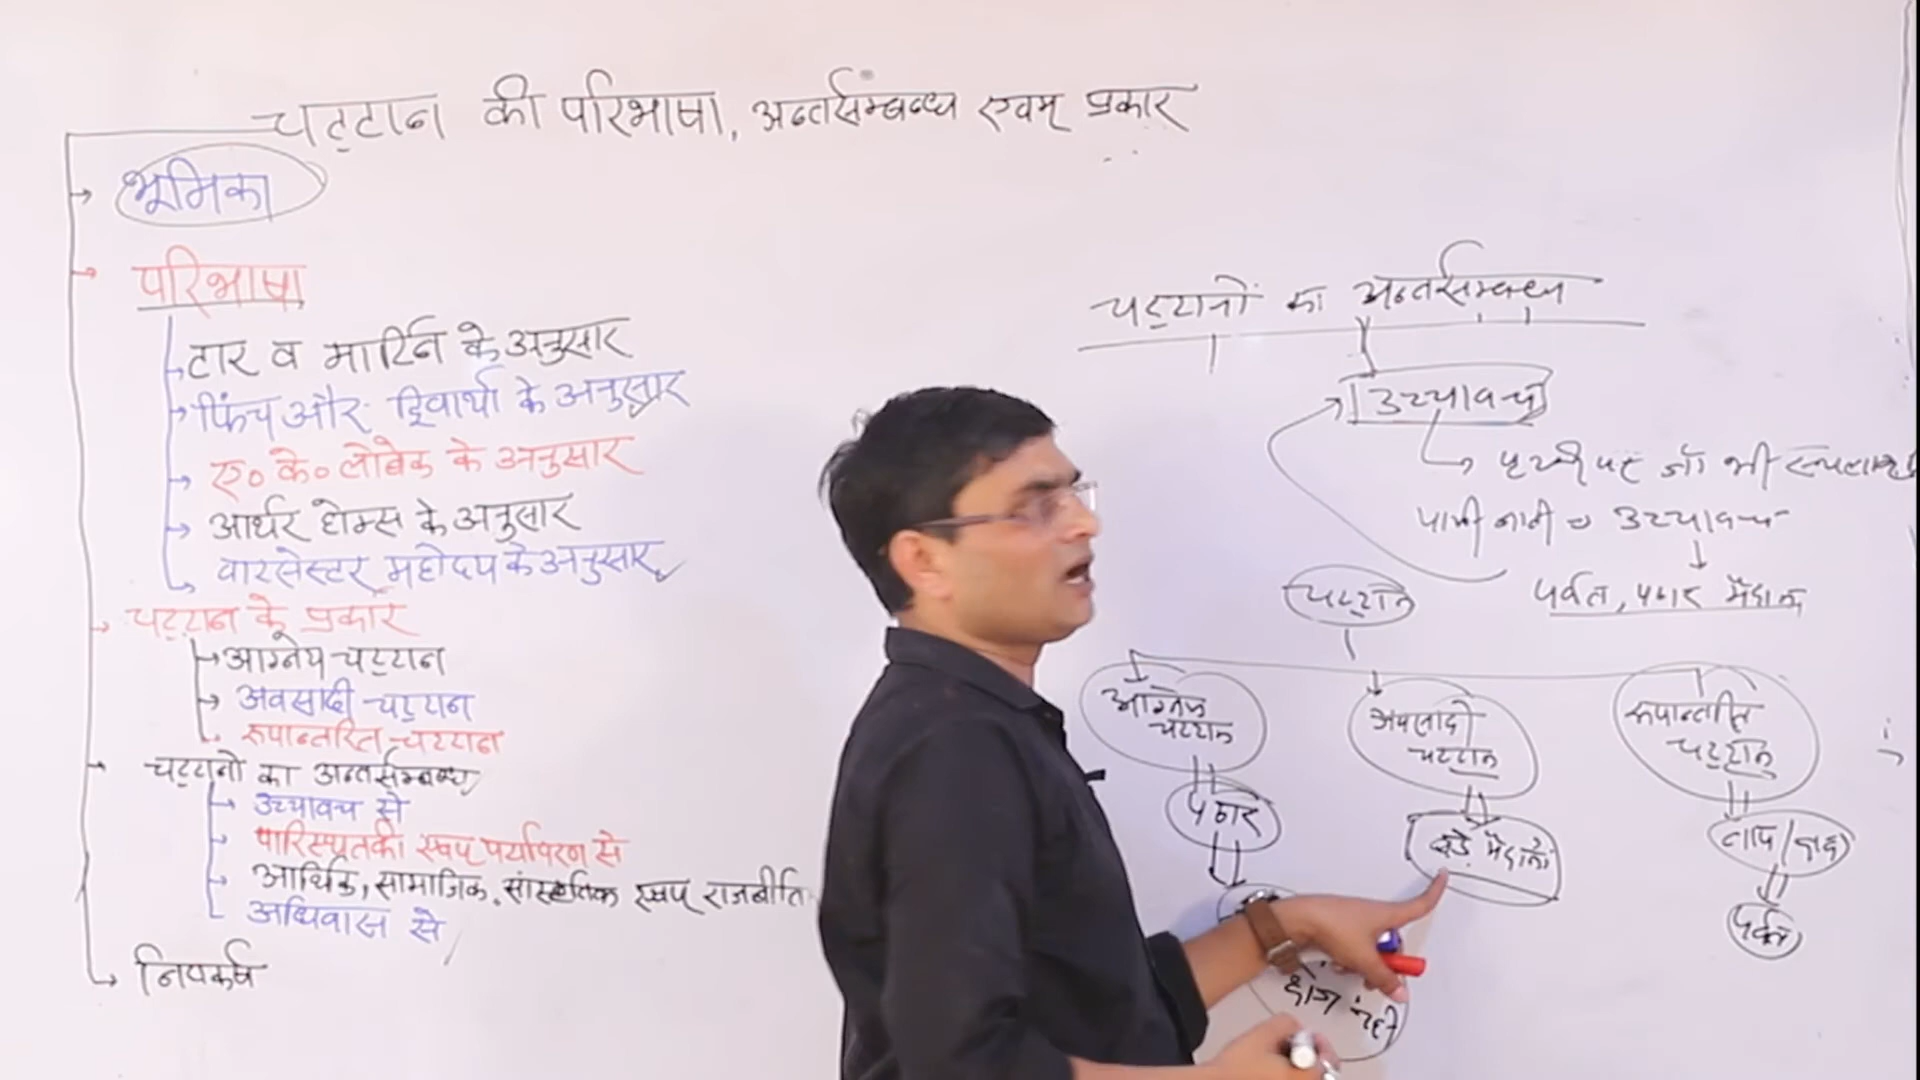 चट्टान की परिभाषा, अन्तर्सम्बन्ध एवम् प्रकार
भूमिका
परिभाषा
टार व मार्टिन के अनुसार
फिंच और ट्रिवार्था के अनुसार
ए० के० लोबेक के अनुसार
आर्थर होम्स के अनुसार
वारसेस्टर महोदय के अनुसार
चट्टान के प्रकार
आग्नेय चट्टान
अवसादी चट्टान
रूपान्तरित चट्टान
चट्टानो का अन्तर्सम्बन्ध
उच्चावच से
पारिस्थितकी एवम् पर्यावरण से
आर्थिक, सामाजिक, सांस्कृतिक एवम् राजनीति
अधिवास से
निष्कर्ष
चट्टानों का अन्तर्सम्बन्ध
उच्चावच
पृथ्वी पर जो भी
पायी जाती उच्चावच
पर्वत, पठार मैदान
चट्टान
आग्नेय चट्टान
अवसादी चट्टान
रूपान्तरित चट्टान
पठार
बड़े मैदानो
ताप/दाब
पर्वत